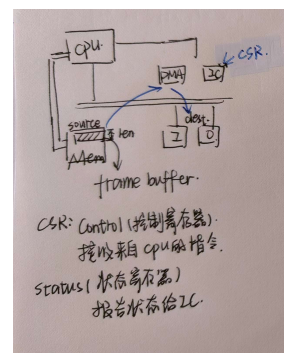 CPU.
CSR.
DMA
IC
source
len
dest.
I
O
Mem
frame buffer.
CSR: Control (控制寄存器).
接收来自 CPU的指令.
status (状态寄存器)
报告状态给IC.